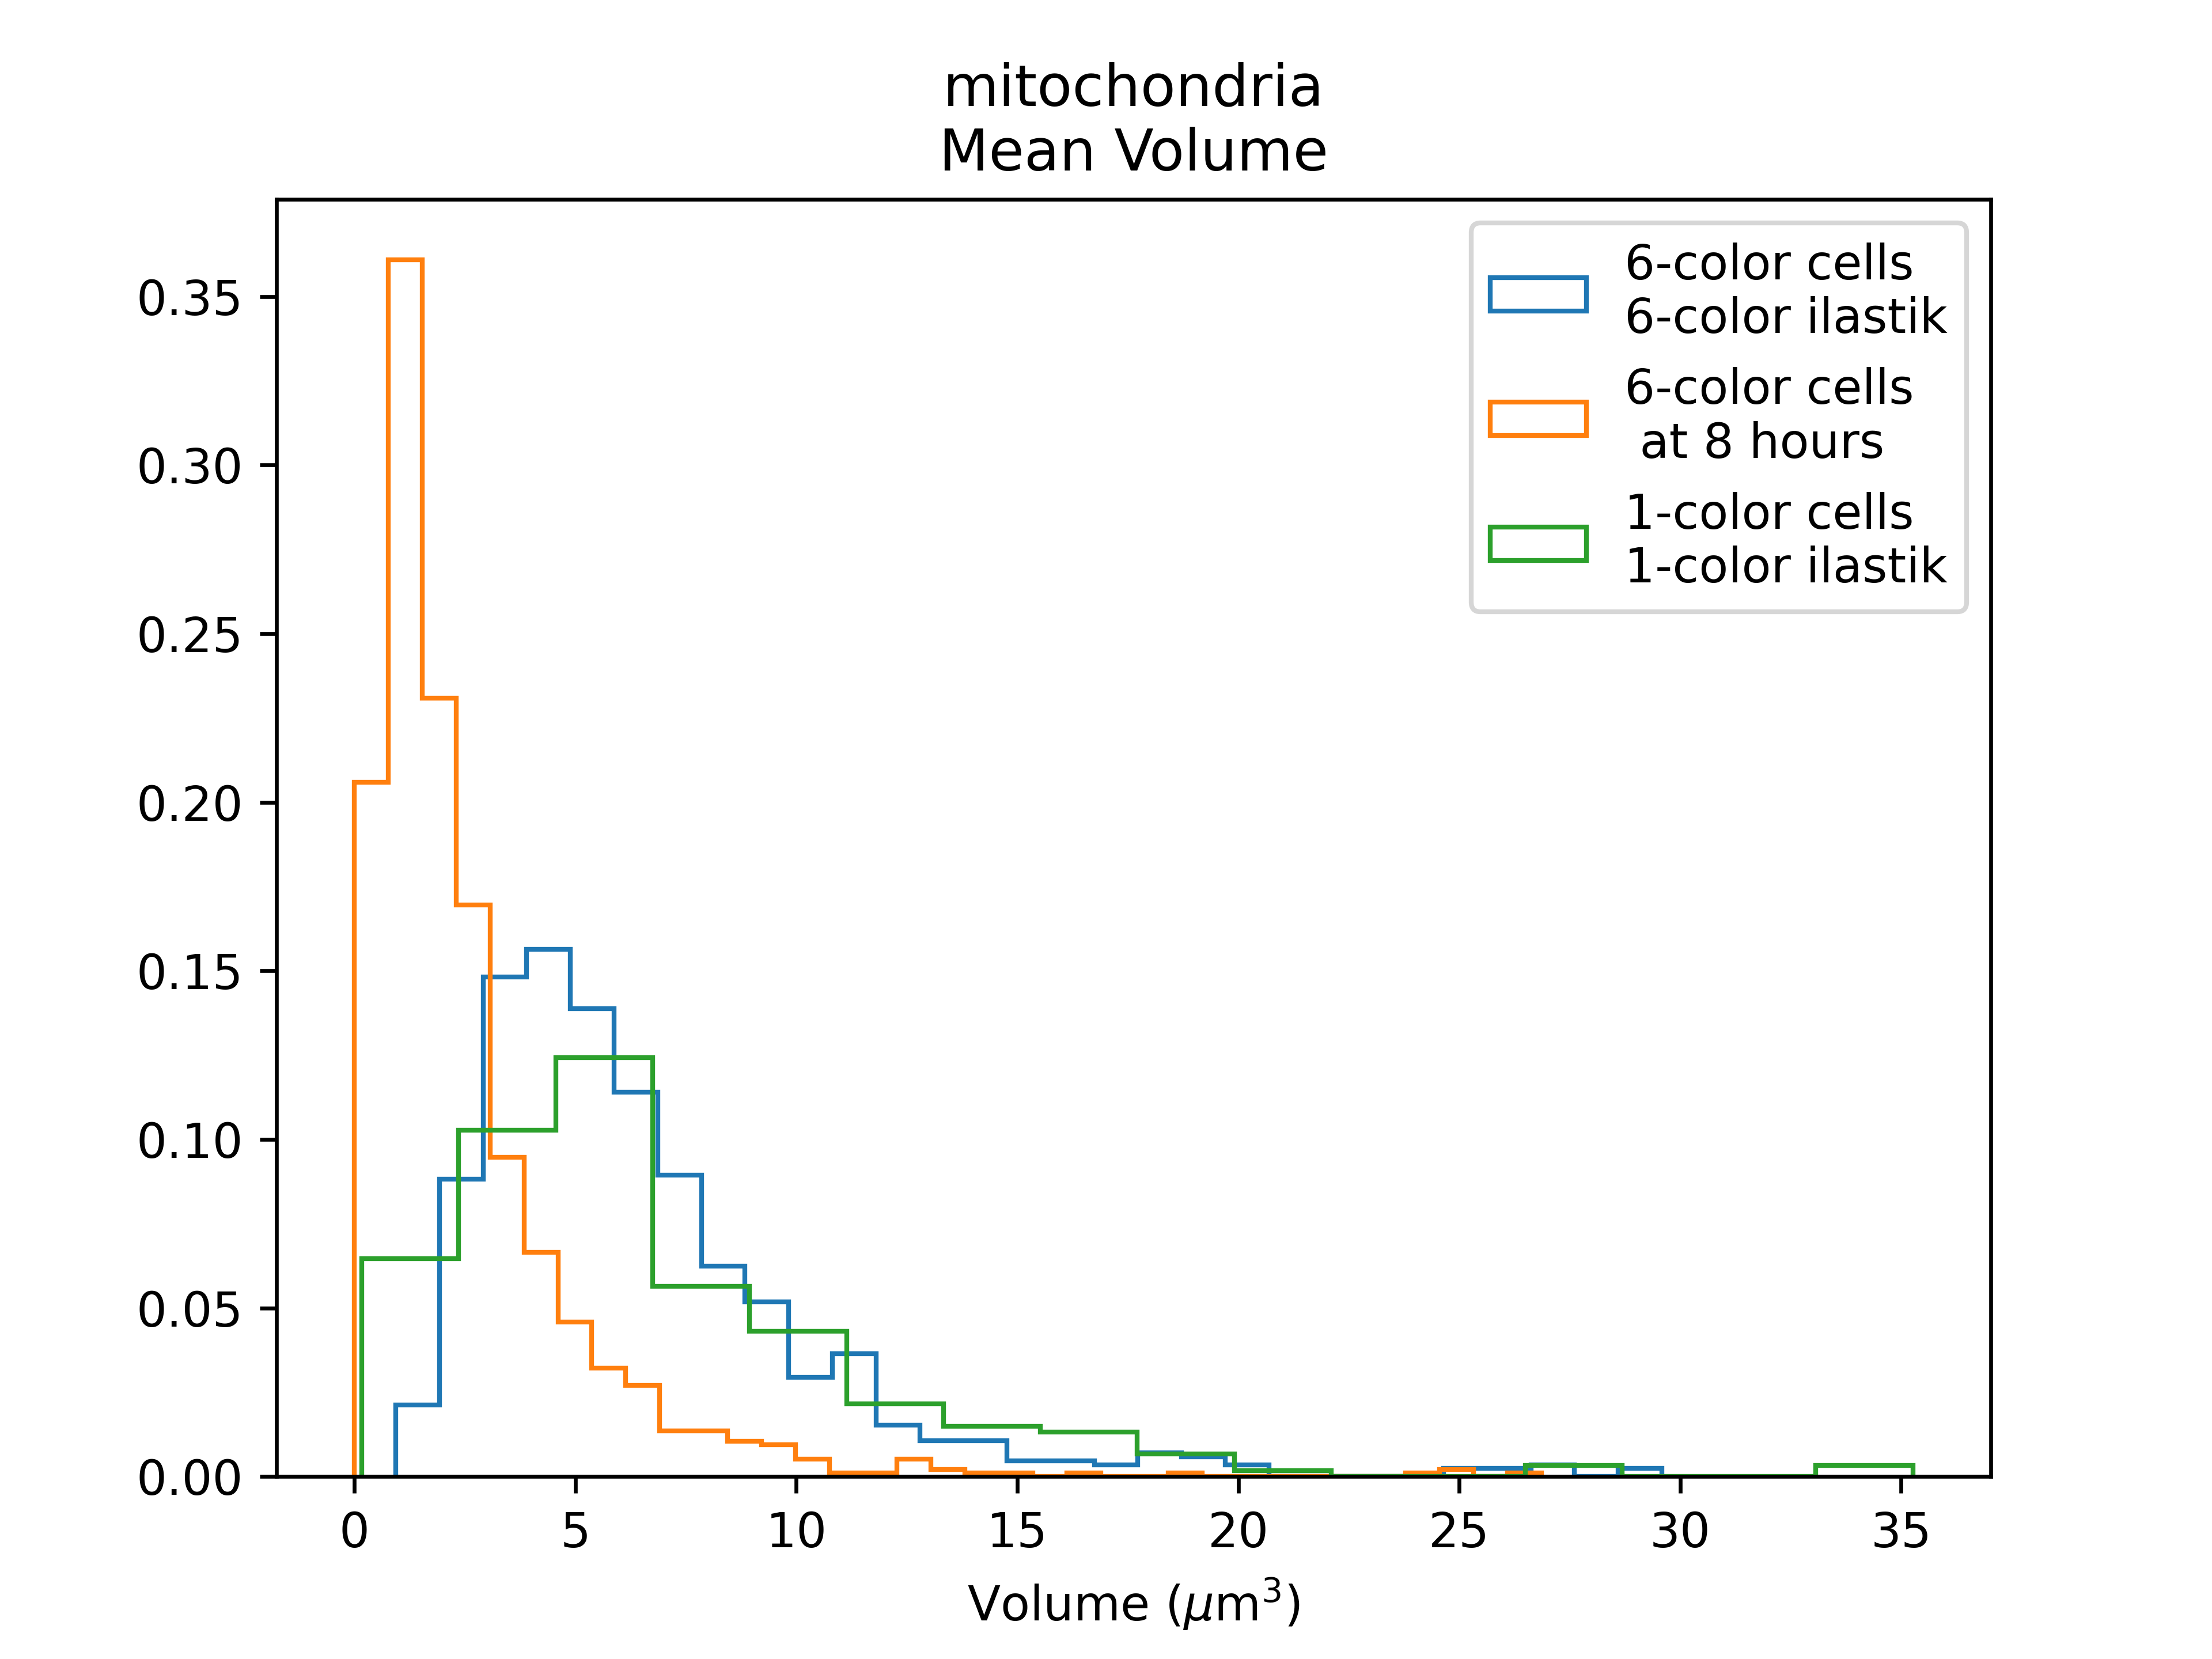 mitochondria
Mean Volume
6-color cells
6-color ilastik
6-color cells
at 8 hours
1-color cells
1-color ilastik
0.35
0.30
0.25
0.20
0.15
0.10
0.05
0.00
0 5 10 15 20 25 30 35
Volume (μm³)